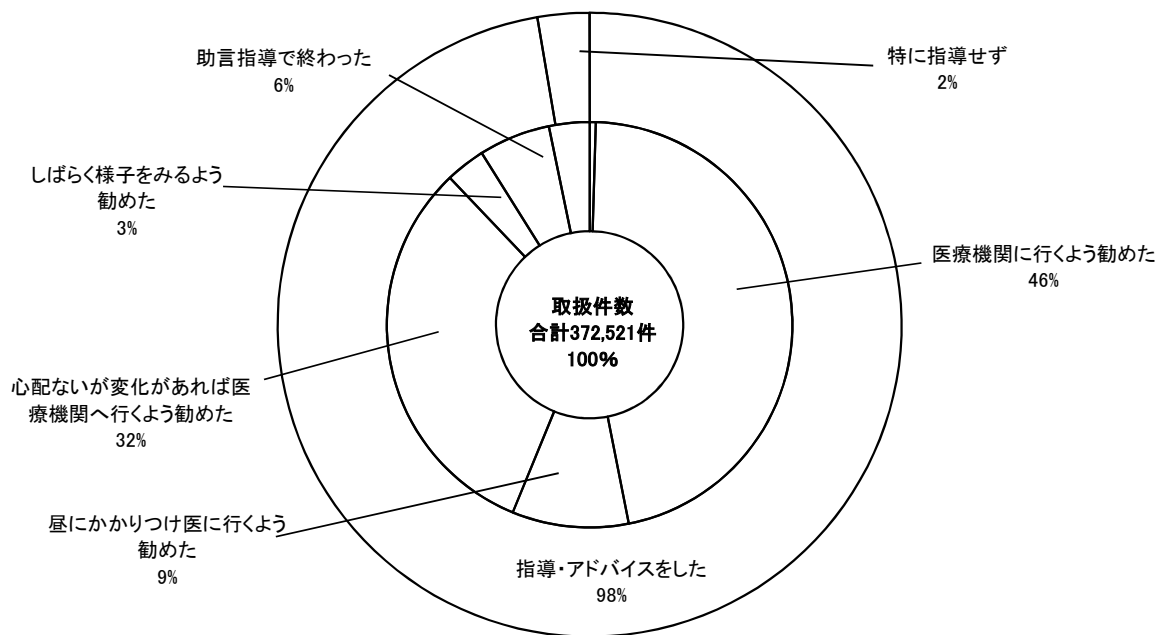 助言指導で終わった
6%
特に指導せず
2%
しばらく様子をみるよう
勧めた
3%
医療機関に行くよう勧めた
46%
取扱件数
合計372,521件
100%
心配ないが変化があれば医
療機関へ行くよう勧めた
32%
昼にかかりつけ医に行くよう
勧めた
9%
指導・アドバイスをした
98%